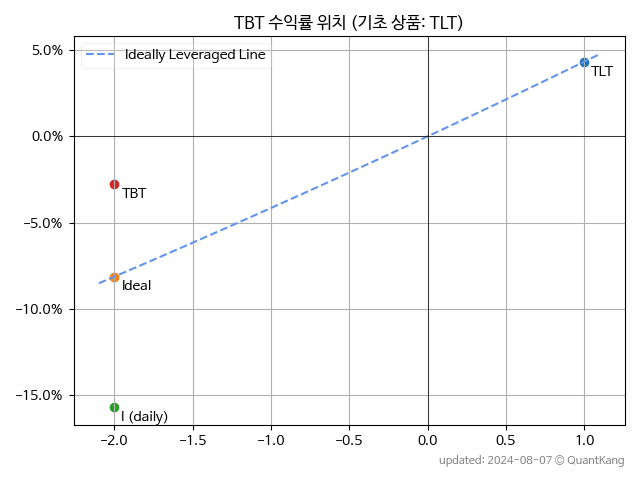 TBT 수익률 위치 (기초 상품: TLT)
5.0%
0.0%
−5.0%
−10.0%
−15.0%
Ideally Leveraged Line
TLT
TBT
Ideal
I (daily)
−2.0 −1.5 −1.0 −0.5 0.0 0.5 1.0
updated: 2024-08-07 © QuantKang